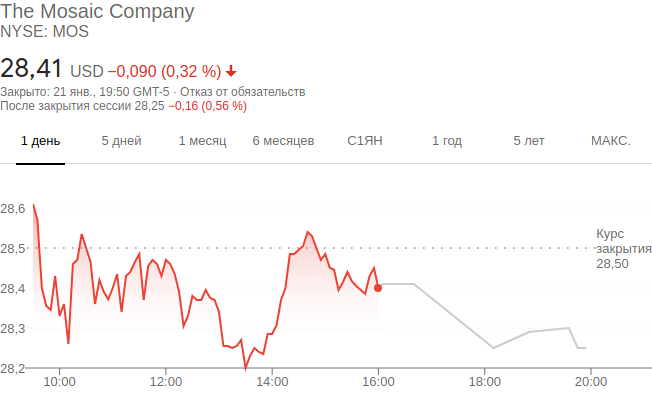 The Mosaic Company
NYSE: MOS
28,41 USD −0,090 (0,32 %)
Закрыто: 21 янв., 19:50 GMT-5 · Отказ от обязательств
После закрытия сессии 28,25 −0,16 (0,56 %)
1 день 5 дней 1 месяц 6 месяцев С1ЯН 1 год 5 лет МАКС.
28,6
28,5
28,4
28,3
28,2
Курс
закрытия
28,50
10:00 12:00 14:00 16:00 18:00 20:00